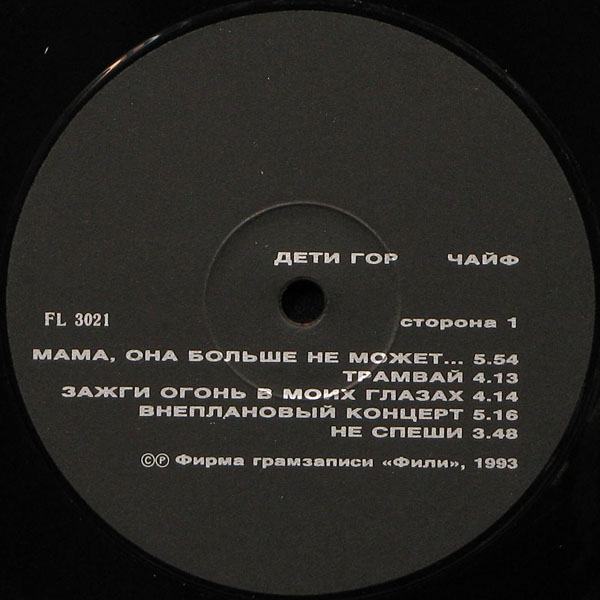 ДЕТИ ГОР ЧАЙФ
FL 3021 сторона 1
МАМА, ОНА БОЛЬШЕ НЕ МОЖЕТ... 5.54
ТРАМВАЙ 4.13
ЗАЖГИ ОГОНЬ В МОИХ ГЛАЗАХ 4.14
ВНЕПЛАНОВЫЙ КОНЦЕРТ 5.16
НЕ СПЕШИ 3.48
©℗ Фирма грамзаписи «Фили», 1993